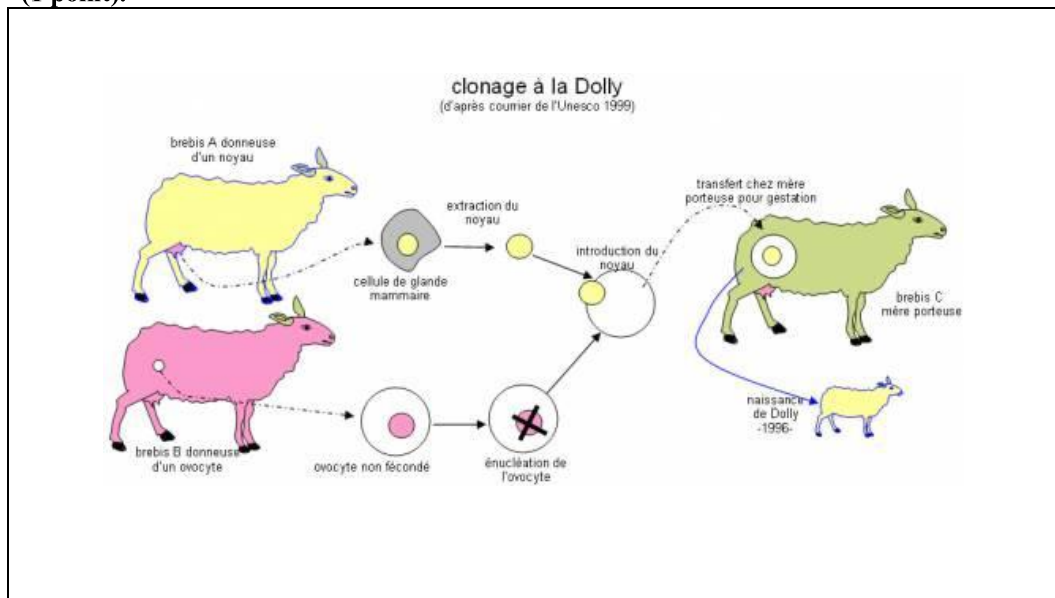 (1 point).
clonage à la Dolly
(d'après courrier de l'Unesco 1999)
brebis A donneuse
d'un noyau
extraction du
noyau
cellule de glande
mammaire
introduction du
noyau
transfert chez mère
porteuse pour gestation
brebis C
mère porteuse
brebis B donneuse
d'un ovocyte
ovocyte non fécondé
énucléation de
l'ovocyte
naissance
de Dolly
-1996-